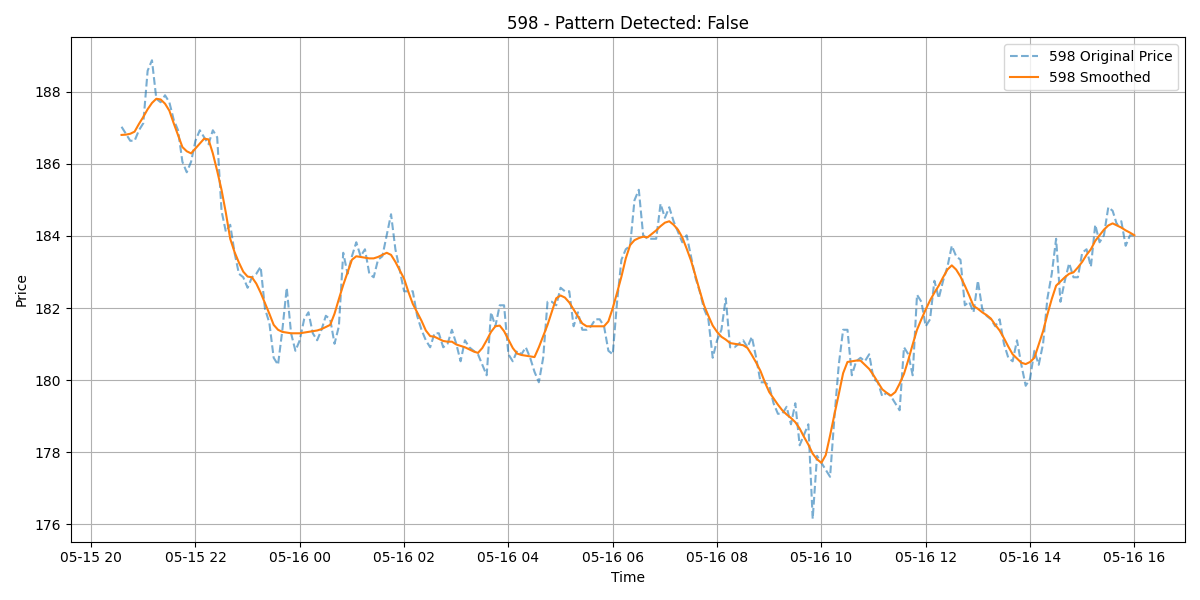 598 - Pattern Detected: False
598 Original Price
598 Smoothed
Price
188
186
184
182
180
178
176
05-15 20 05-15 22 05-16 00 05-16 02 05-16 04 05-16 06 05-16 08 05-16 10 05-16 12 05-16 14 05-16 16
Time